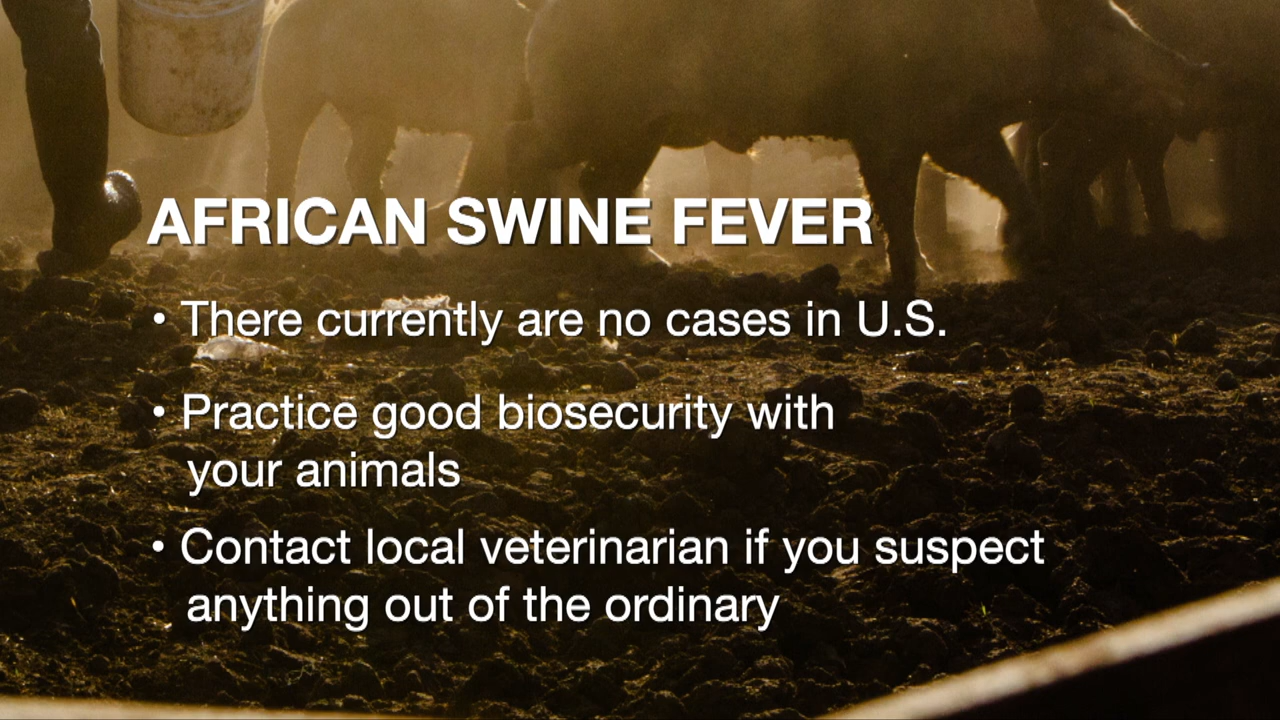 AFRICAN SWINE FEVER
• There currently are no cases in U.S.
• Practice good biosecurity with
your animals
• Contact local veterinarian if you suspect
anything out of the ordinary